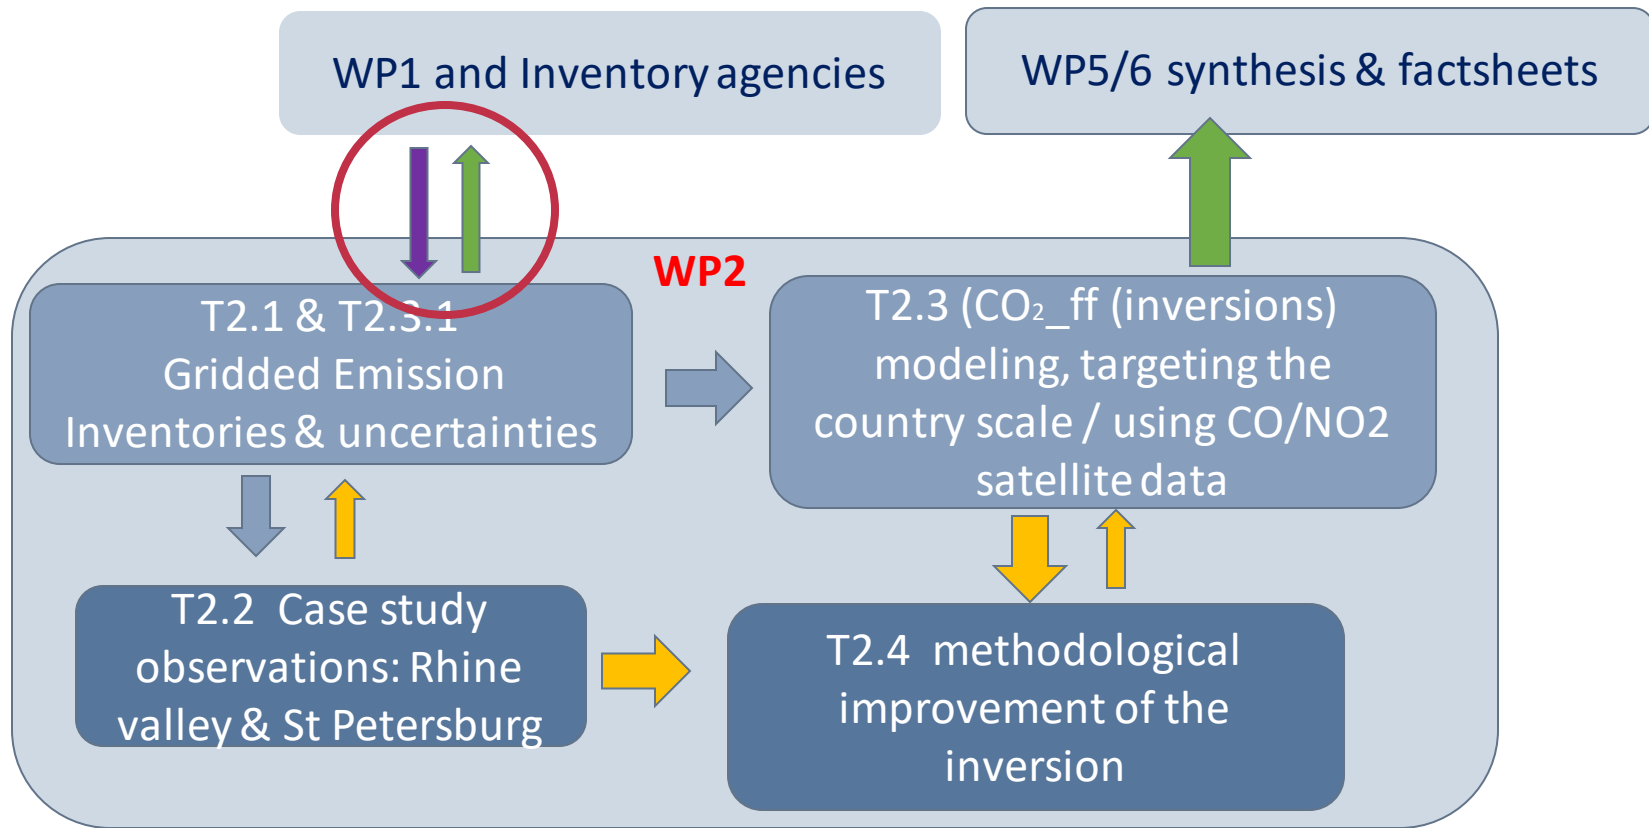 WP1 and Inventory agencies
WP5/6 synthesis & factsheets
WP2
T2.1 & T2.3.1
Gridded Emission
Inventories & uncertainties
T2.3 (CO₂_ff (inversions)
modeling, targeting the
country scale / using CO/NO2
satellite data
T2.2 Case study
observations: Rhine
valley & St Petersburg
T2.4 methodological
improvement of the
inversion